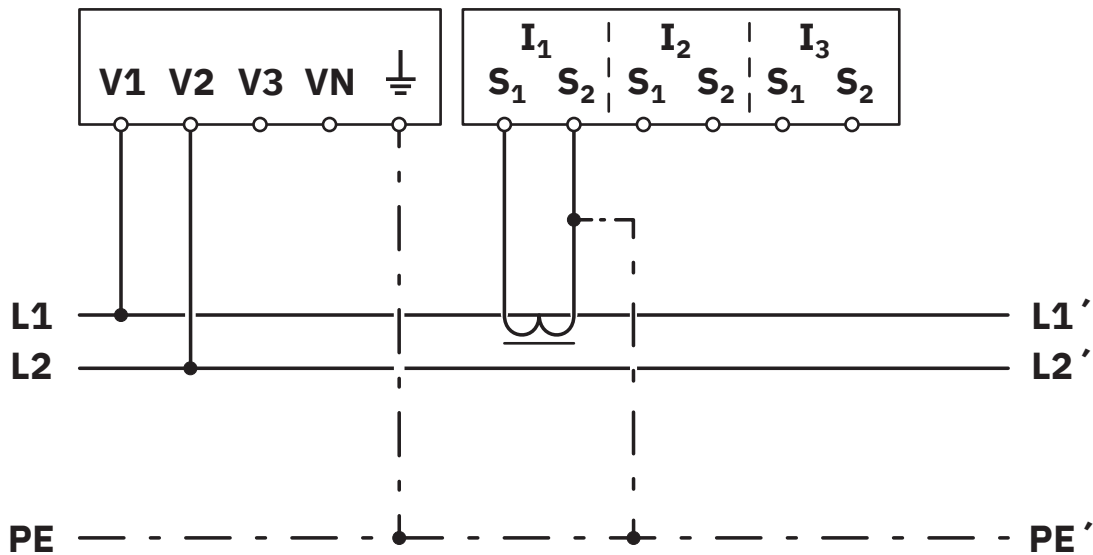 I₁ I₂ I₃
V1 V2 V3 VN S₁ S₂ S₁ S₂ S₁ S₂
L1 L1´
L2 L2´
PE PE´